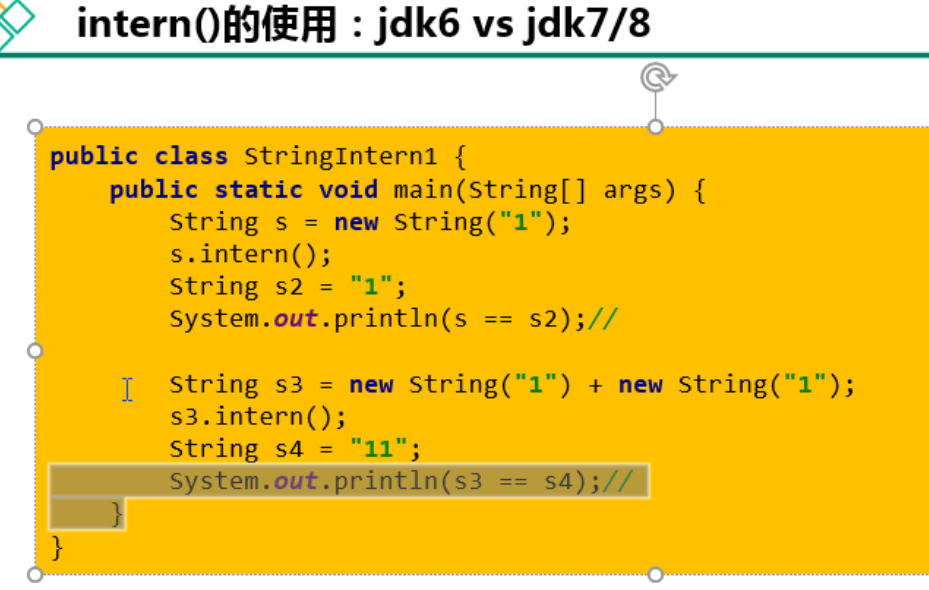 intern()的使用：jdk6 vs jdk7/8
public class StringIntern1 {
    public static void main(String[] args) {
        String s = new String("1");
        s.intern();
        String s2 = "1";
        System.out.println(s == s2);//
        String s3 = new String("1") + new String("1");
        s3.intern();
        String s4 = "11";
        System.out.println(s3 == s4);//
    }
}